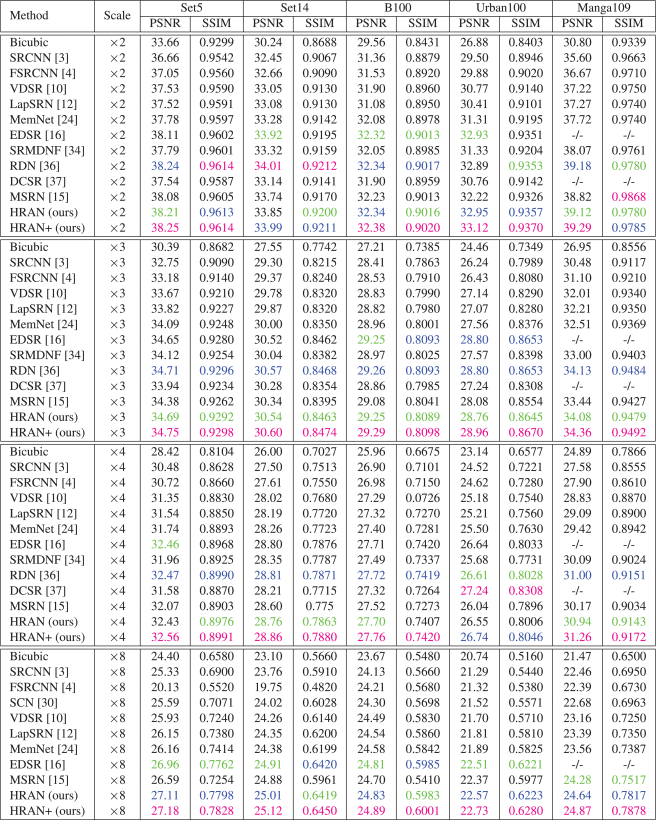 Method Scale Set5 Set14 B100 Urban100 Manga109
PSNR SSIM PSNR SSIM PSNR SSIM PSNR SSIM PSNR SSIM
Bicubic ×2 33.66 0.9299 30.24 0.8688 29.56 0.8431 26.88 0.8403 30.80 0.9339
SRCNN [3] ×2 36.66 0.9542 32.45 0.9067 31.36 0.8879 29.50 0.8946 35.60 0.9663
FSRCNN [4] ×2 37.05 0.9560 32.66 0.9090 31.53 0.8920 29.88 0.9020 36.67 0.9710
VDSR [10] ×2 37.53 0.9590 33.05 0.9130 31.90 0.8960 30.77 0.9140 37.22 0.9750
LapSRN [12] ×2 37.52 0.9591 33.08 0.9130 31.08 0.8950 30.41 0.9101 37.27 0.9740
MemNet [24] ×2 37.78 0.9597 33.28 0.9142 32.08 0.8978 31.31 0.9195 37.72 0.9740
EDSR [16] ×2 38.11 0.9602 33.92 0.9195 32.32 0.9013 32.93 0.9351 -/- -/-
SRMDNF [34] ×2 37.79 0.9601 33.32 0.9159 32.05 0.8985 31.33 0.9204 38.07 0.9761
RDN [36] ×2 38.24 0.9614 34.01 0.9212 32.34 0.9017 32.89 0.9353 39.18 0.9780
DCSR [37] ×2 37.54 0.9587 33.14 0.9141 31.90 0.8959 30.76 0.9142 -/- -/-
MSRN [15] ×2 38.08 0.9605 33.74 0.9170 32.23 0.9013 32.22 0.9326 38.82 0.9868
HRAN (ours) ×2 38.21 0.9613 33.85 0.9200 32.34 0.9016 32.95 0.9357 39.12 0.9780
HRAN+ (ours) ×2 38.25 0.9614 33.99 0.9211 32.38 0.9020 33.12 0.9370 39.29 0.9785
Bicubic ×3 30.39 0.8682 27.55 0.7742 27.21 0.7385 24.46 0.7349 26.95 0.8556
SRCNN [3] ×3 32.75 0.9090 29.30 0.8215 28.41 0.7863 26.24 0.7989 30.48 0.9117
FSRCNN [4] ×3 33.18 0.9140 29.37 0.8240 28.53 0.7910 26.43 0.8080 31.10 0.9210
VDSR [10] ×3 33.67 0.9210 29.78 0.8320 28.83 0.7990 27.14 0.8290 32.01 0.9340
LapSRN [12] ×3 33.82 0.9227 29.87 0.8320 28.82 0.7980 27.07 0.8280 32.21 0.9350
MemNet [24] ×3 34.09 0.9248 30.00 0.8350 28.96 0.8001 27.56 0.8376 32.51 0.9369
EDSR [16] ×3 34.65 0.9280 30.52 0.8462 29.25 0.8093 28.80 0.8653 -/- -/-
SRMDNF [34] ×3 34.12 0.9254 30.04 0.8382 28.97 0.8025 27.57 0.8398 33.00 0.9403
RDN [36] ×3 34.71 0.9296 30.57 0.8468 29.26 0.8093 28.80 0.8653 34.13 0.9484
DCSR [37] ×3 33.94 0.9234 30.28 0.8354 28.86 0.7985 27.24 0.8308 -/- -/-
MSRN [15] ×3 34.38 0.9262 30.34 0.8395 29.08 0.8041 28.08 0.8554 33.44 0.9427
HRAN (ours) ×3 34.69 0.9292 30.54 0.8463 29.25 0.8089 28.76 0.8645 34.08 0.9479
HRAN+ (ours) ×3 34.75 0.9298 30.60 0.8474 29.29 0.8098 28.96 0.8670 34.36 0.9492
Bicubic ×4 28.42 0.8104 26.00 0.7027 25.96 0.6675 23.14 0.6577 24.89 0.7866
SRCNN [3] ×4 30.48 0.8628 27.50 0.7513 26.90 0.7101 24.52 0.7221 27.58 0.8555
FSRCNN [4] ×4 30.72 0.8660 27.61 0.7550 26.98 0.7150 24.62 0.7280 27.90 0.8610
VDSR [10] ×4 31.35 0.8830 28.02 0.7680 27.29 0.0726 25.18 0.7540 28.83 0.8870
LapSRN [12] ×4 31.54 0.8850 28.19 0.7720 27.32 0.7270 25.21 0.7560 29.09 0.8900
MemNet [24] ×4 31.74 0.8893 28.26 0.7723 27.40 0.7281 25.50 0.7630 29.42 0.8942
EDSR [16] ×4 32.46 0.8968 28.80 0.7876 27.71 0.7420 26.64 0.8033 -/- -/-
SRMDNF [34] ×4 31.96 0.8925 28.35 0.7787 27.49 0.7337 25.68 0.7731 30.09 0.9024
RDN [36] ×4 32.47 0.8990 28.81 0.7871 27.72 0.7419 26.61 0.8028 31.00 0.9151
DCSR [37] ×4 31.58 0.8870 28.21 0.7715 27.32 0.7264 27.24 0.8308 -/- -/-
MSRN [15] ×4 32.07 0.8903 28.60 0.775 27.52 0.7273 26.04 0.7896 30.17 0.9034
HRAN (ours) ×4 32.43 0.8976 28.76 0.7863 27.70 0.7407 26.55 0.8006 30.94 0.9143
HRAN+ (ours) ×4 32.56 0.8991 28.86 0.7880 27.76 0.7420 26.74 0.8046 31.26 0.9172
Bicubic ×8 24.40 0.6580 23.10 0.5660 23.67 0.5480 20.74 0.5160 21.47 0.6500
SRCNN [3] ×8 25.33 0.6900 23.76 0.5910 24.13 0.5660 21.29 0.5440 22.46 0.6950
FSRCNN [4] ×8 20.13 0.5520 19.75 0.4820 24.21 0.5680 21.32 0.5380 22.39 0.6730
SCN [30] ×8 25.59 0.7071 24.02 0.6028 24.30 0.5698 21.52 0.5571 22.68 0.6963
VDSR [10] ×8 25.93 0.7240 24.26 0.6140 24.49 0.5830 21.70 0.5710 23.16 0.7250
LapSRN [12] ×8 26.15 0.7380 24.35 0.6200 24.54 0.5860 21.81 0.5810 23.39 0.7350
MemNet [24] ×8 26.16 0.7414 24.38 0.6199 24.58 0.5842 21.89 0.5825 23.56 0.7387
EDSR [16] ×8 26.96 0.7762 24.91 0.6420 24.81 0.5985 22.51 0.6221 -/- -/-
MSRN [15] ×8 26.59 0.7254 24.88 0.5961 24.70 0.5410 22.37 0.5977 24.28 0.7517
HRAN (ours) ×8 27.11 0.7798 25.01 0.6419 24.83 0.5983 22.57 0.6223 24.64 0.7817
HRAN+ (ours) ×8 27.18 0.7828 25.12 0.6450 24.89 0.6001 22.73 0.6280 24.87 0.7878